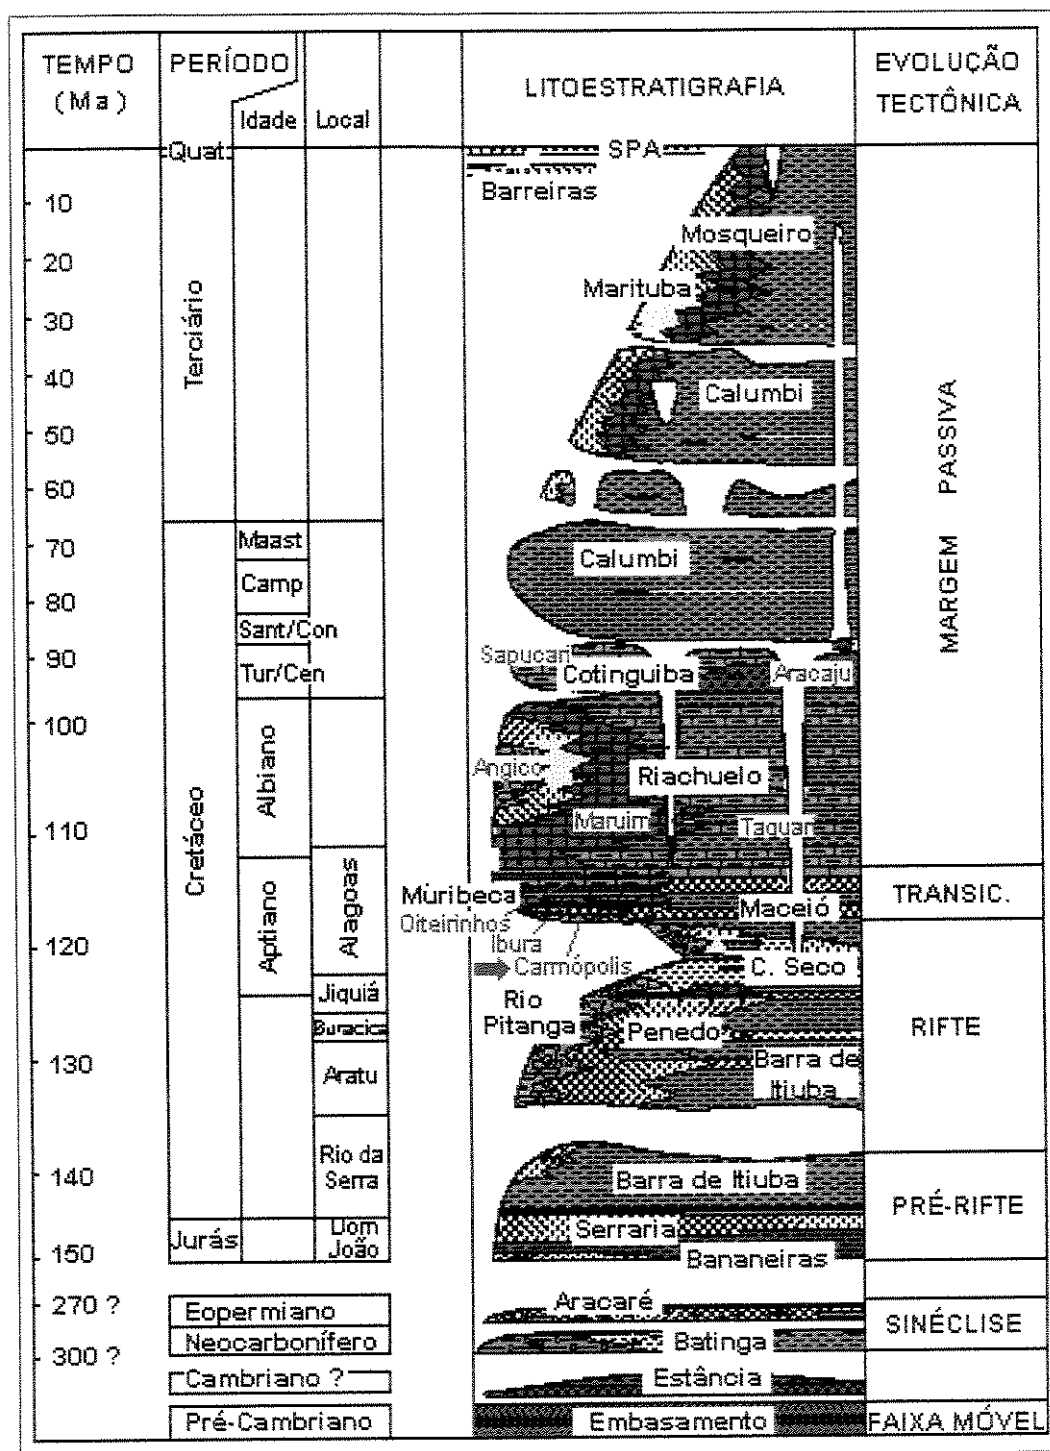 TEMPO
(Ma)
PERÍODO
Idade
Local
LITOESTRATIGRAFIA
EVOLUÇÃO
TECTÔNICA
Quat.
Terciário
Cretáceo
Jurás
Eopermiano
Neocarbonífero
Cambriano ?
Pré-Cambriano
10
20
30
40
50
60
70
80
90
100
110
120
130
140
150
270 ?
300 ?
Maast
Camp
Sant/Con
Tur/Cen
Albiano
Aptiano
Alagoas
Jiquiá
Buracica
Aratu
Rio da
Serra
Dom
João
SPA
Barreiras
Mosqueiro
Marituba
Calumbi
Calumbi
Sapucari
Cotinguiba
Aracaju
Angico
Riachuelo
Maruim
Taquari
Muribeca
Oiteirinhos
Maceió
Ibura
Carmópolis
C. Seco
Rio
Pitanga
Penedo
Barra de
Itiuba
Barra de Itiuba
Serraria
Bananeiras
Aracaré
Batinga
Estância
Embasamento
MARGEM PASSIVA
TRANSIC.
RIFTE
PRÉ-RIFTE
SINÉCLISE
FAIXA MÓVEL